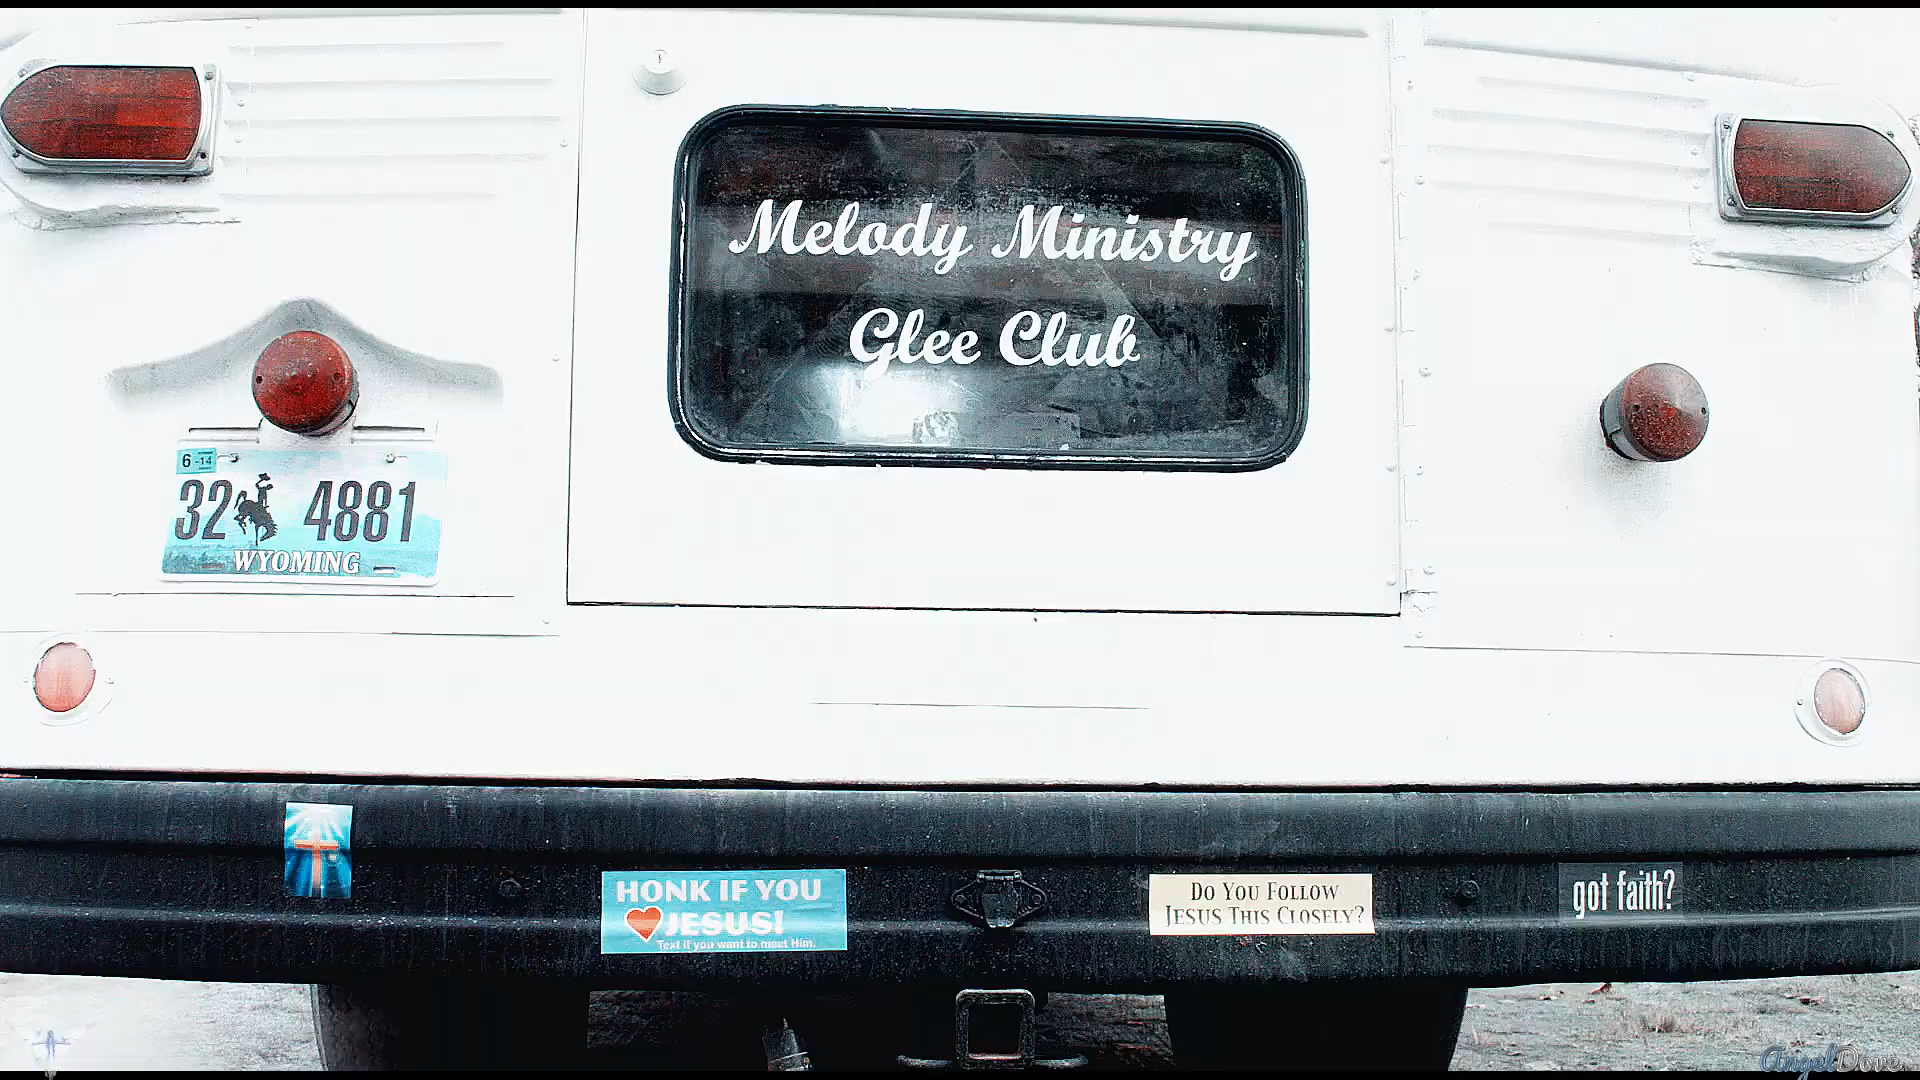 Melody Ministry
Glee Club
6 -14
32 4881
WYOMING
HONK IF YOU
JESUS!
Text if you want to meet Him.
DO YOU FOLLOW
JESUS THIS CLOSELY?
got faith?
AngelDove